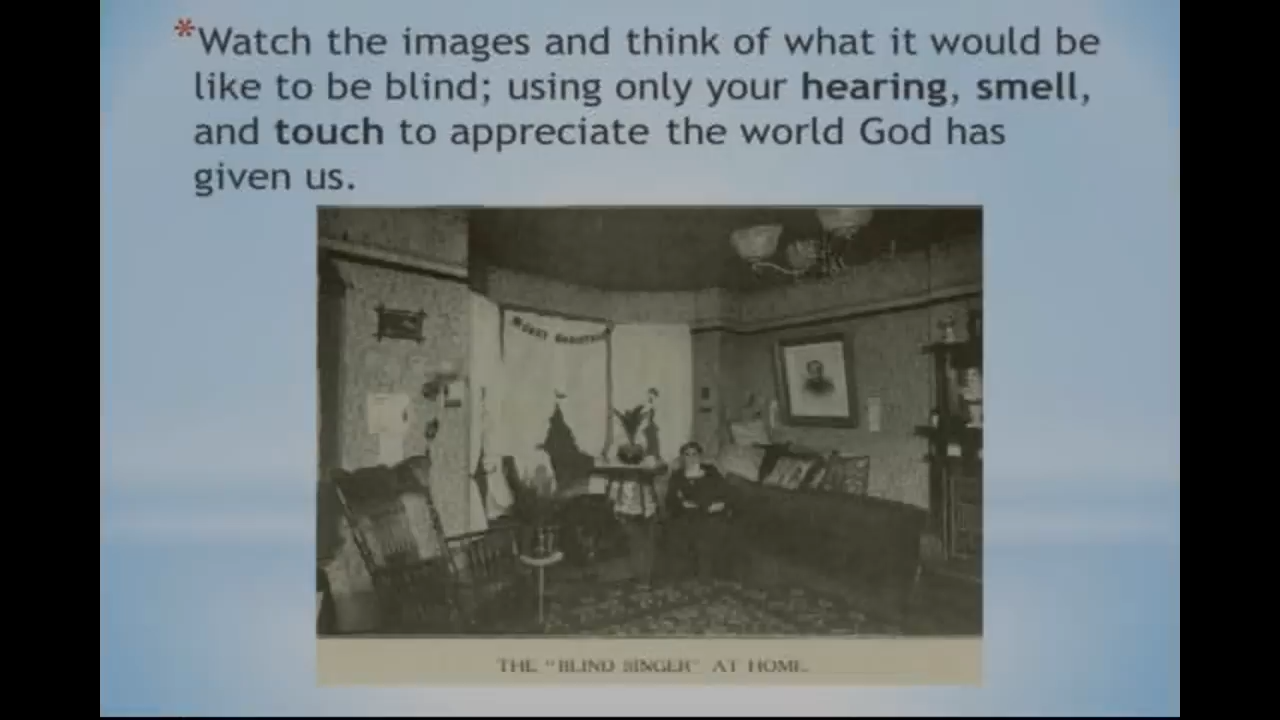 *Watch the images and think of what it would be
like to be blind; using only your hearing, smell,
and touch to appreciate the world God has
given us.
THE "BLIND SINGER" AT HOME.